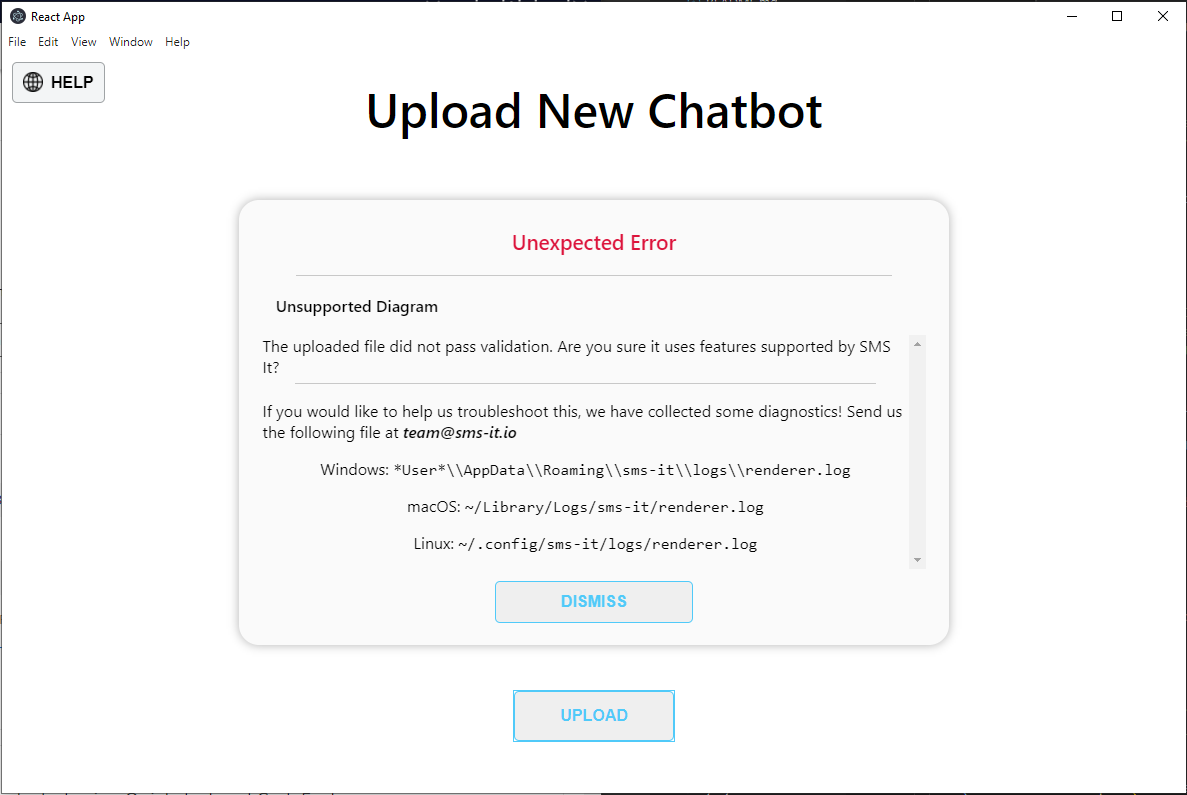 React App
File Edit View Window Help
HELP
Upload New Chatbot
Unexpected Error
Unsupported Diagram
The uploaded file did not pass validation. Are you sure it uses features supported by SMS
It?
If you would like to help us troubleshoot this, we have collected some diagnostics! Send us
the following file at team@sms-it.io
Windows: *User*\\AppData\\Roaming\\sms-it\\logs\\renderer.log
macOS: ~/Library/Logs/sms-it/renderer.log
Linux: ~/.config/sms-it/logs/renderer.log
DISMISS
UPLOAD